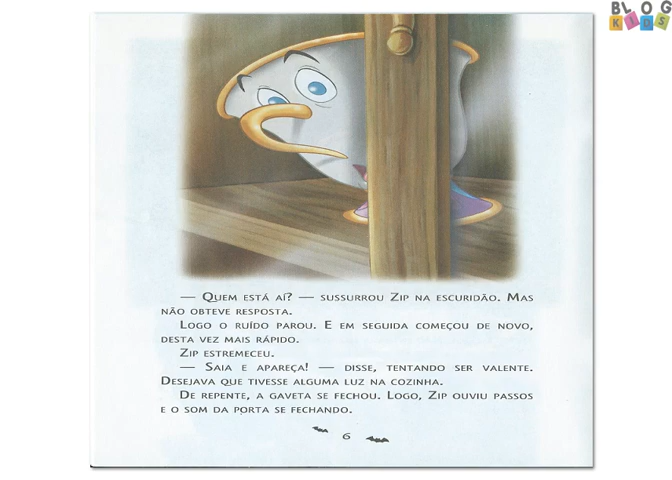 BLOG
KIDS
— Quem está aí? — sussurrou Zip na escuridão. Mas
não obteve resposta.
Logo o ruído parou. E em seguida começou de novo,
desta vez mais rápido.
Zip estremeceu.
— Saia e apareça! — disse, tentando ser valente.
Desejava que tivesse alguma luz na cozinha.
De repente, a gaveta se fechou. Logo, Zip ouviu passos
e o som da porta se fechando.
6